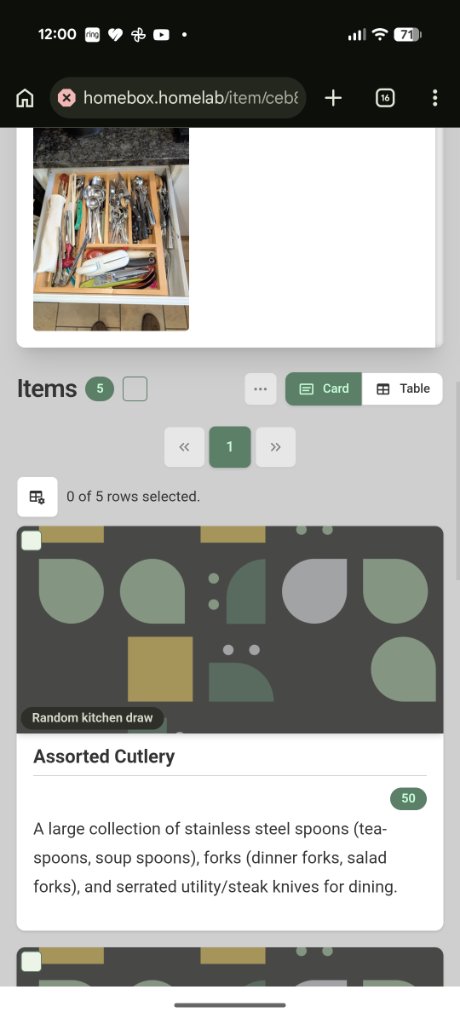 12:00
ring
71
homebox.homelab/item/ceb8
16
Items 5
Card
Table
1
0 of 5 rows selected.
Random kitchen draw
Assorted Cutlery
50
A large collection of stainless steel spoons (tea-
spoons, soup spoons), forks (dinner forks, salad
forks), and serrated utility/steak knives for dining.